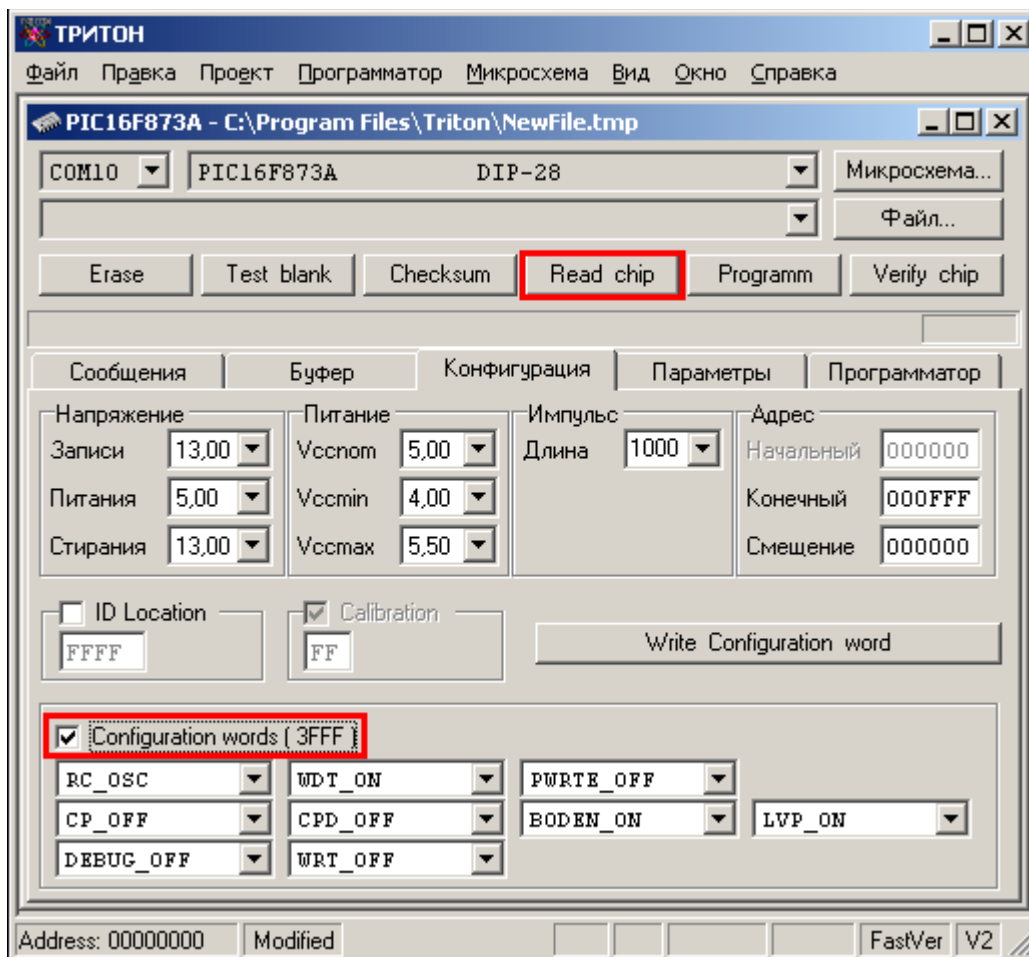 ТРИТОН
Файл Правка Проект Программатор Микросхема Вид Окно Справка
PIC16F873A - C:\Program Files\Triton\NewFile.tmp
COM10 PIC16F873A DIP-28 Микросхема...
Файл...
Erase Test blank Checksum Read chip Programm Verify chip
Сообщения Буфер Конфигурация Параметры Программатор
Напряжение Питание Импульс Адрес
Записи 13,00 Vccnom 5,00 Длина 1000 Начальный 000000
Питания 5,00 Vccmin 4,00 Конечный 000FFF
Стирания 13,00 Vccmax 5,50 Смещение 000000
ID Location Calibration
FFFF FF Write Configuration word
Configuration words ( 3FFF )
RC_OSC WDT_ON PWRTE_OFF
CP_OFF CPD_OFF BODEN_ON LVP_ON
DEBUG_OFF WRT_OFF
Address: 00000000 Modified FastVer V2